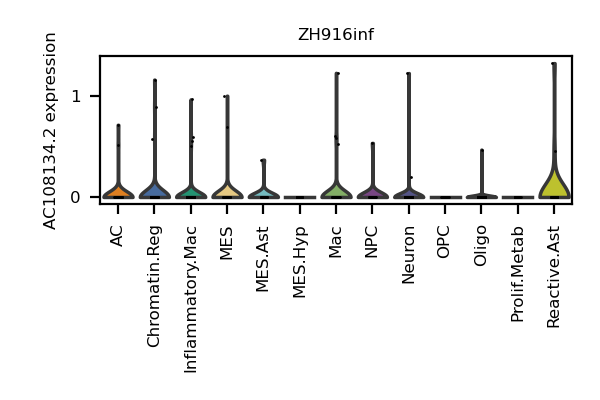 ZH916inf
AC108134.2 expression
1
0
AC
Chromatin.Reg
Inflammatory.Mac
MES
MES.Ast
MES.Hyp
Mac
NPC
Neuron
OPC
Oligo
Prolif.Metab
Reactive.Ast